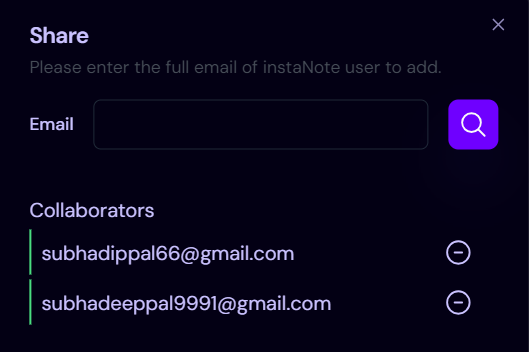 Share
Please enter the full email of instaNote user to add.
Email
Collaborators
subhadippal66@gmail.com
subhadeeppal9991@gmail.com